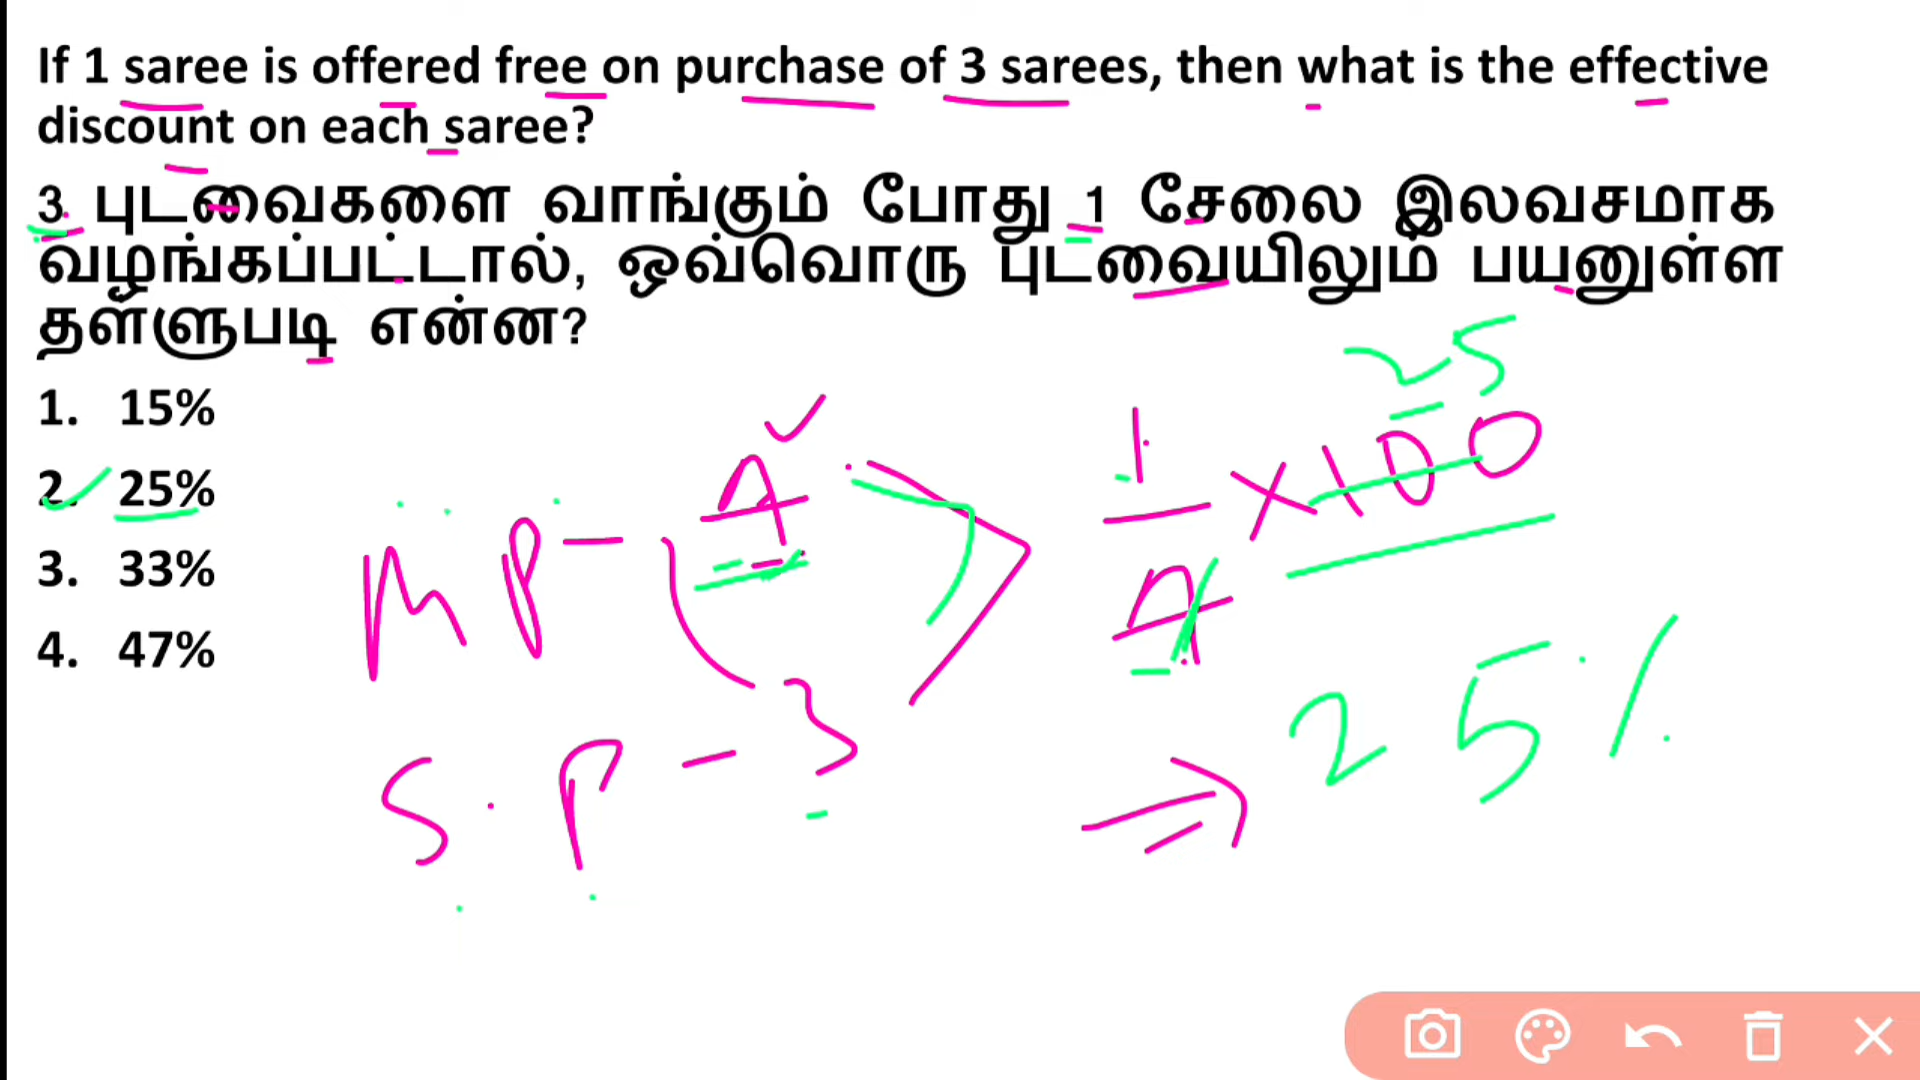 If 1 saree is offered free on purchase of 3 sarees, then what is the effective
discount on each saree?
3 புடவைகளை வாங்கும் போது 1 சேலை இலவசமாக
வழங்கப்பட்டால், ஒவ்வொரு புடவையிலும் பயனுள்ள
தள்ளுபடி என்ன?
1. 15%
2. 25%
3. 33%
4. 47%
MP - 4
S.P - 3
25
1/4 × 100
25%